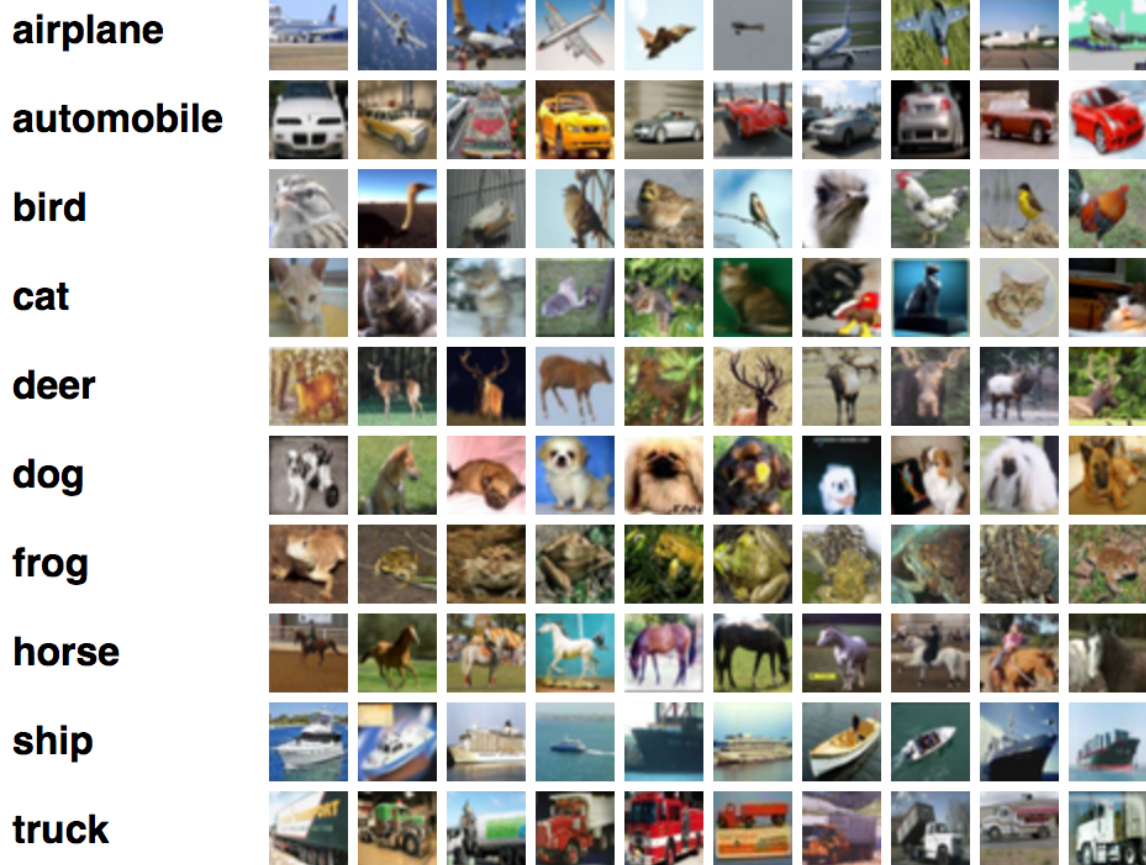 airplane
automobile
bird
cat
deer
dog
frog
horse
ship
truck